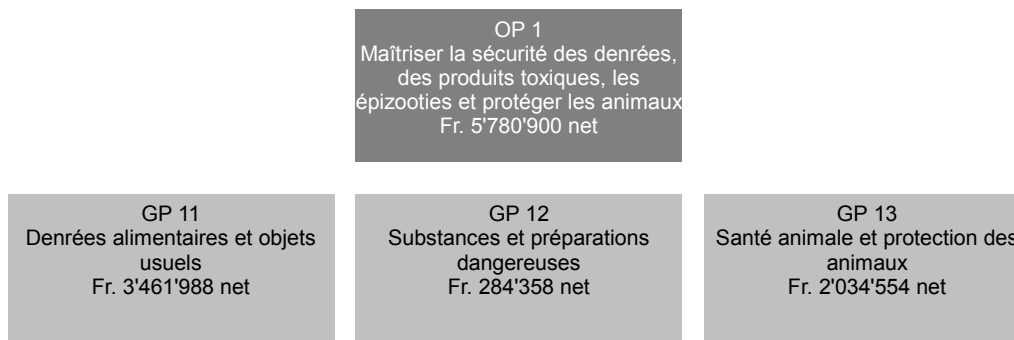 OP 1
Maîtriser la sécurité des denrées,
des produits toxiques, les
épizooties et protéger les animaux
Fr. 5'780'900 net
GP 11
Denrées alimentaires et objets
usuels
Fr. 3'461'988 net
GP 12
Substances et préparations
dangereuses
Fr. 284'358 net
GP 13
Santé animale et protection des
animaux
Fr. 2'034'554 net